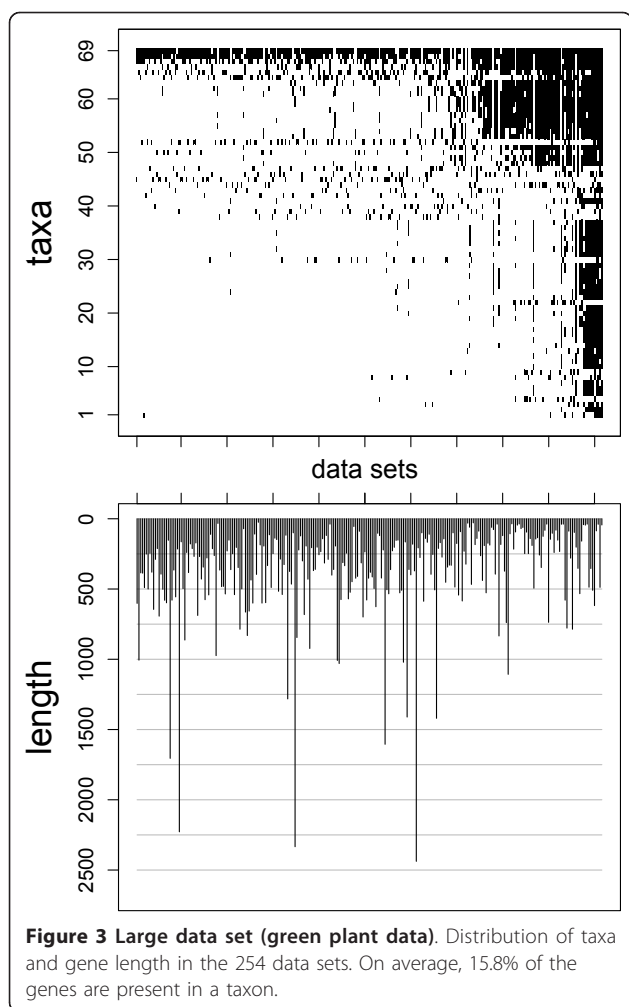 69
60
50
40
30
20
10
1
taxa
data sets
0
500
1000
1500
2000
2500
length
Figure 3 Large data set (green plant data). Distribution of taxa
and gene length in the 254 data sets. On average, 15.8% of the
genes are present in a taxon.